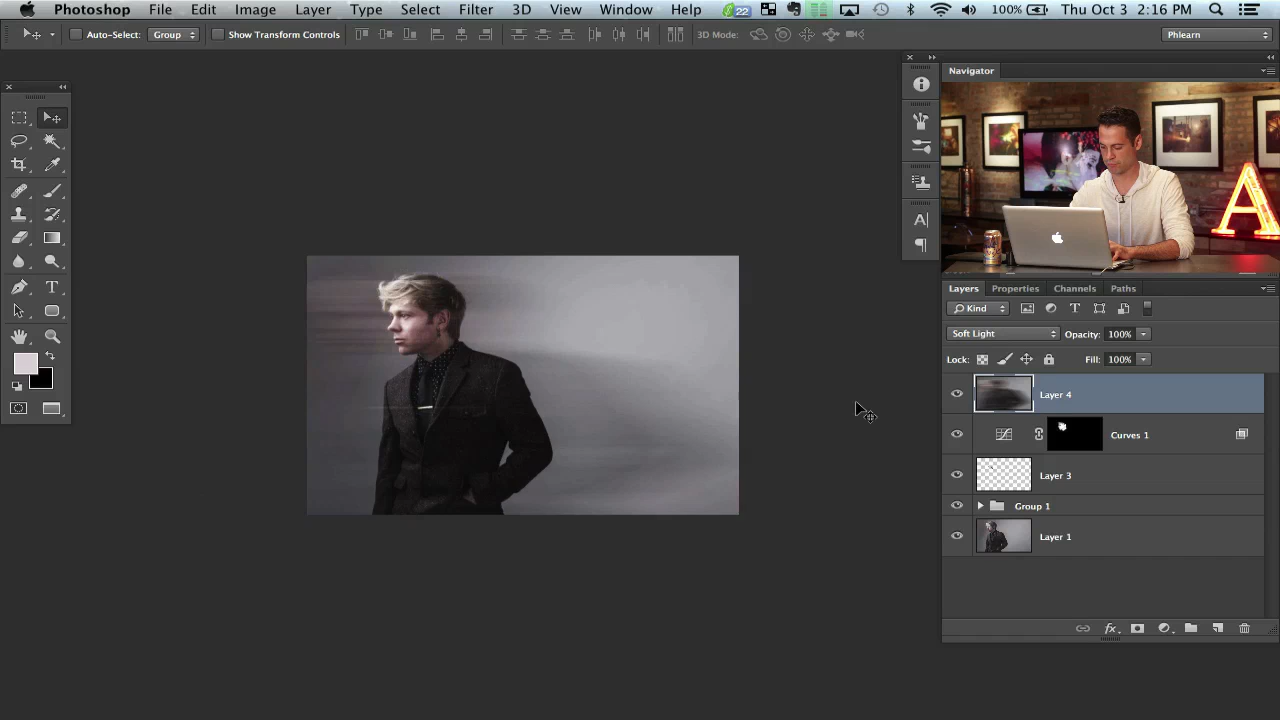 Photoshop File Edit Image Layer Type Select Filter 3D View Window Help 22 100% Thu Oct 3 2:16 PM
Auto-Select: Group Show Transform Controls 3D Mode: Phlearn
Navigator
A
Layers Properties Channels Paths
Kind
Soft Light Opacity: 100%
Lock: Fill: 100%
Layer 4
Curves 1
Layer 3
Group 1
Layer 1
fx